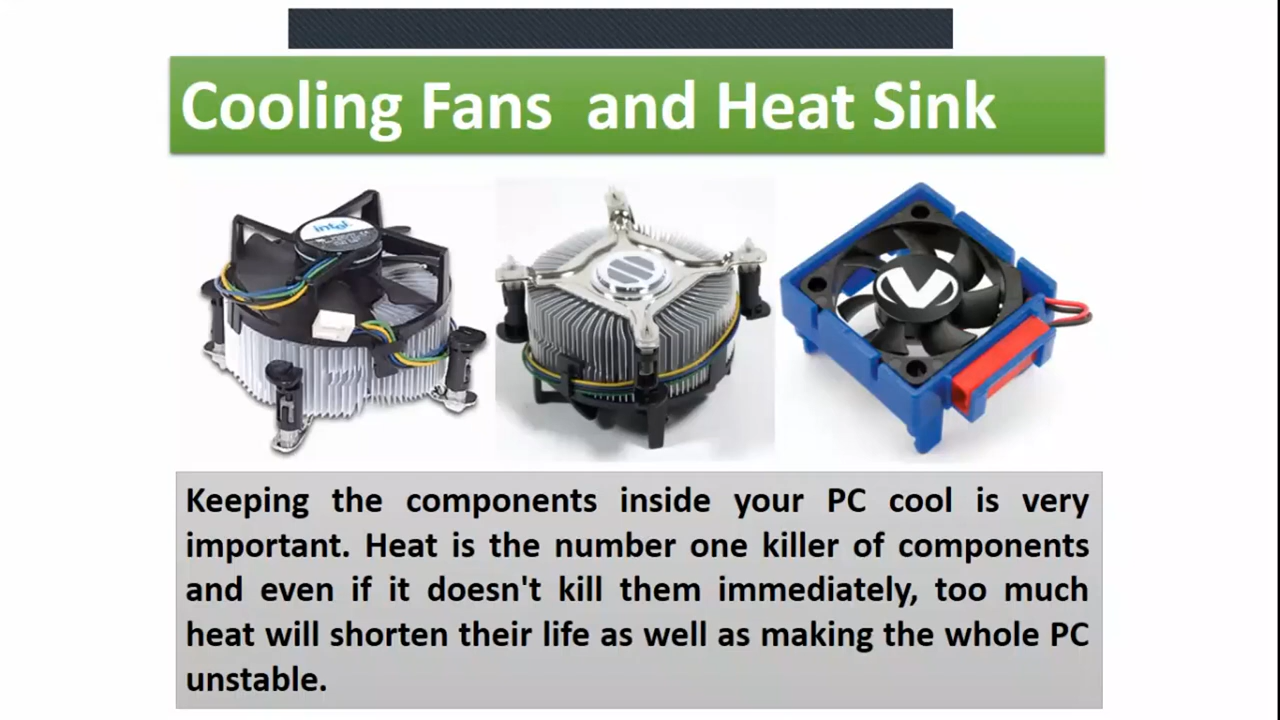 Cooling Fans and Heat Sink
intel
Keeping the components inside your PC cool is very
important. Heat is the number one killer of components
and even if it doesn't kill them immediately, too much
heat will shorten their life as well as making the whole PC
unstable.